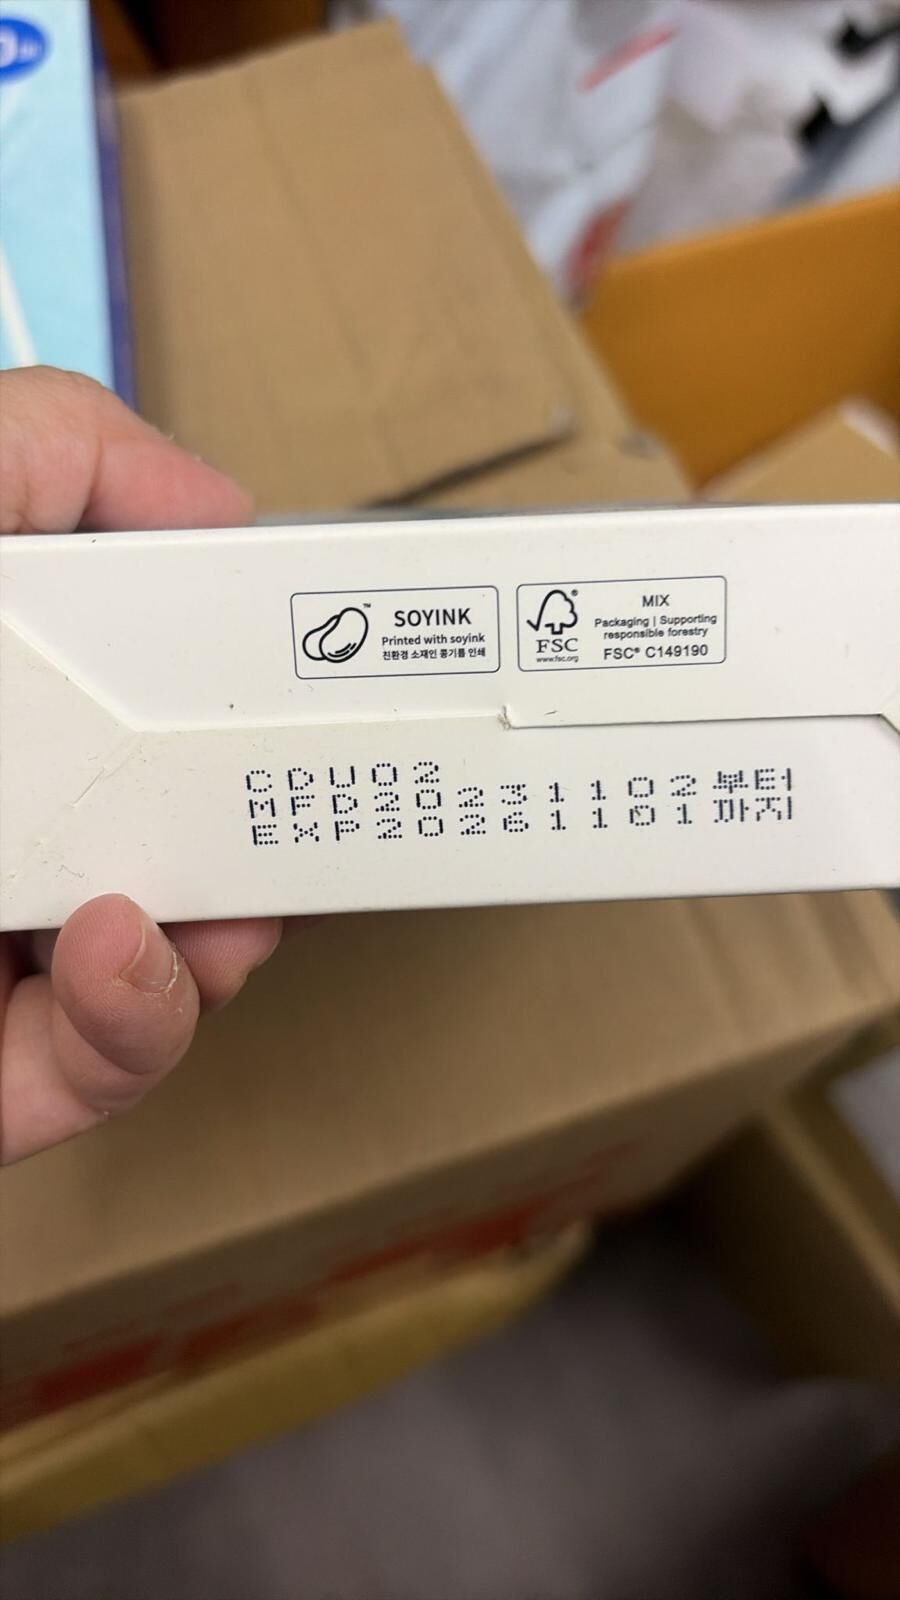 SOYINK
Printed with soyink
친환경 소재인 콩기름 인쇄
FSC
www.fsc.org
MIX
Packaging | Supporting
responsible forestry
FSC® C149190
CDU02
MFD20231102부터
EXP20261101까지